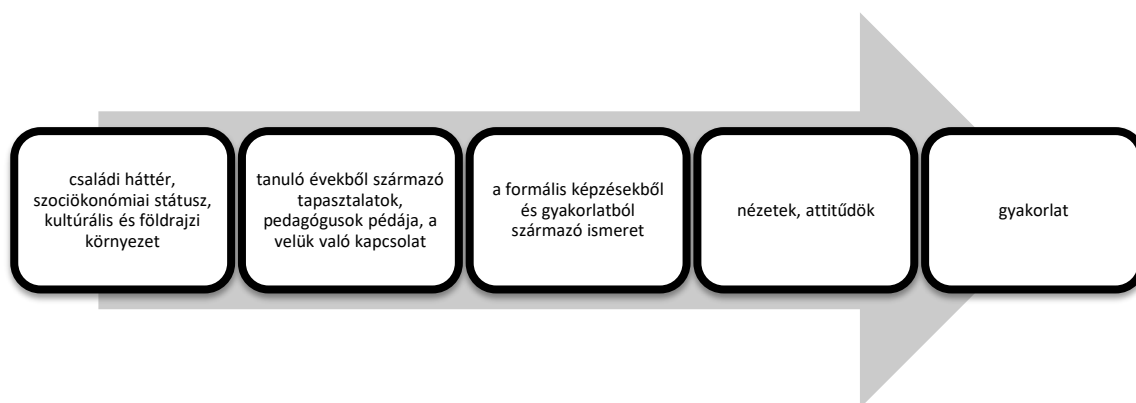 családi háttér,
szociökonómiai státusz,
kultúrális és földrajzi
környezet
tanuló évekből származó
tapasztalatok,
pedagógusok pédája, a
velük való kapcsolat
a formális képzésekből
és gyakorlatból
származó ismeret
nézetek, attitűdök
gyakorlat